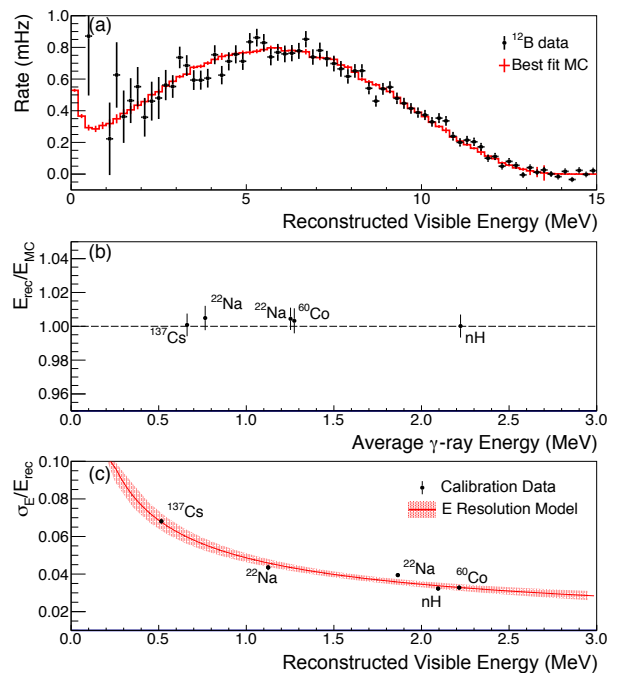 (a)
¹²B data
Best fit MC
Rate (mHz)
0.8
0.6
0.4
0.2
0.0
0 5 10 15
Reconstructed Visible Energy (MeV)
(b)
E_rec/E_MC
1.04
1.02
1.00
0.98
0.96
¹³⁷Cs
²²Na
²²Na
⁶⁰Co
nH
0.0 0.5 1.0 1.5 2.0 2.5 3.0
Average γ-ray Energy (MeV)
(c)
Calibration Data
E Resolution Model
σ_E/E_rec
0.10
0.08
0.06
0.04
0.02
¹³⁷Cs
²²Na
²²Na
nH
⁶⁰Co
0.0 0.5 1.0 1.5 2.0 2.5 3.0
Reconstructed Visible Energy (MeV)